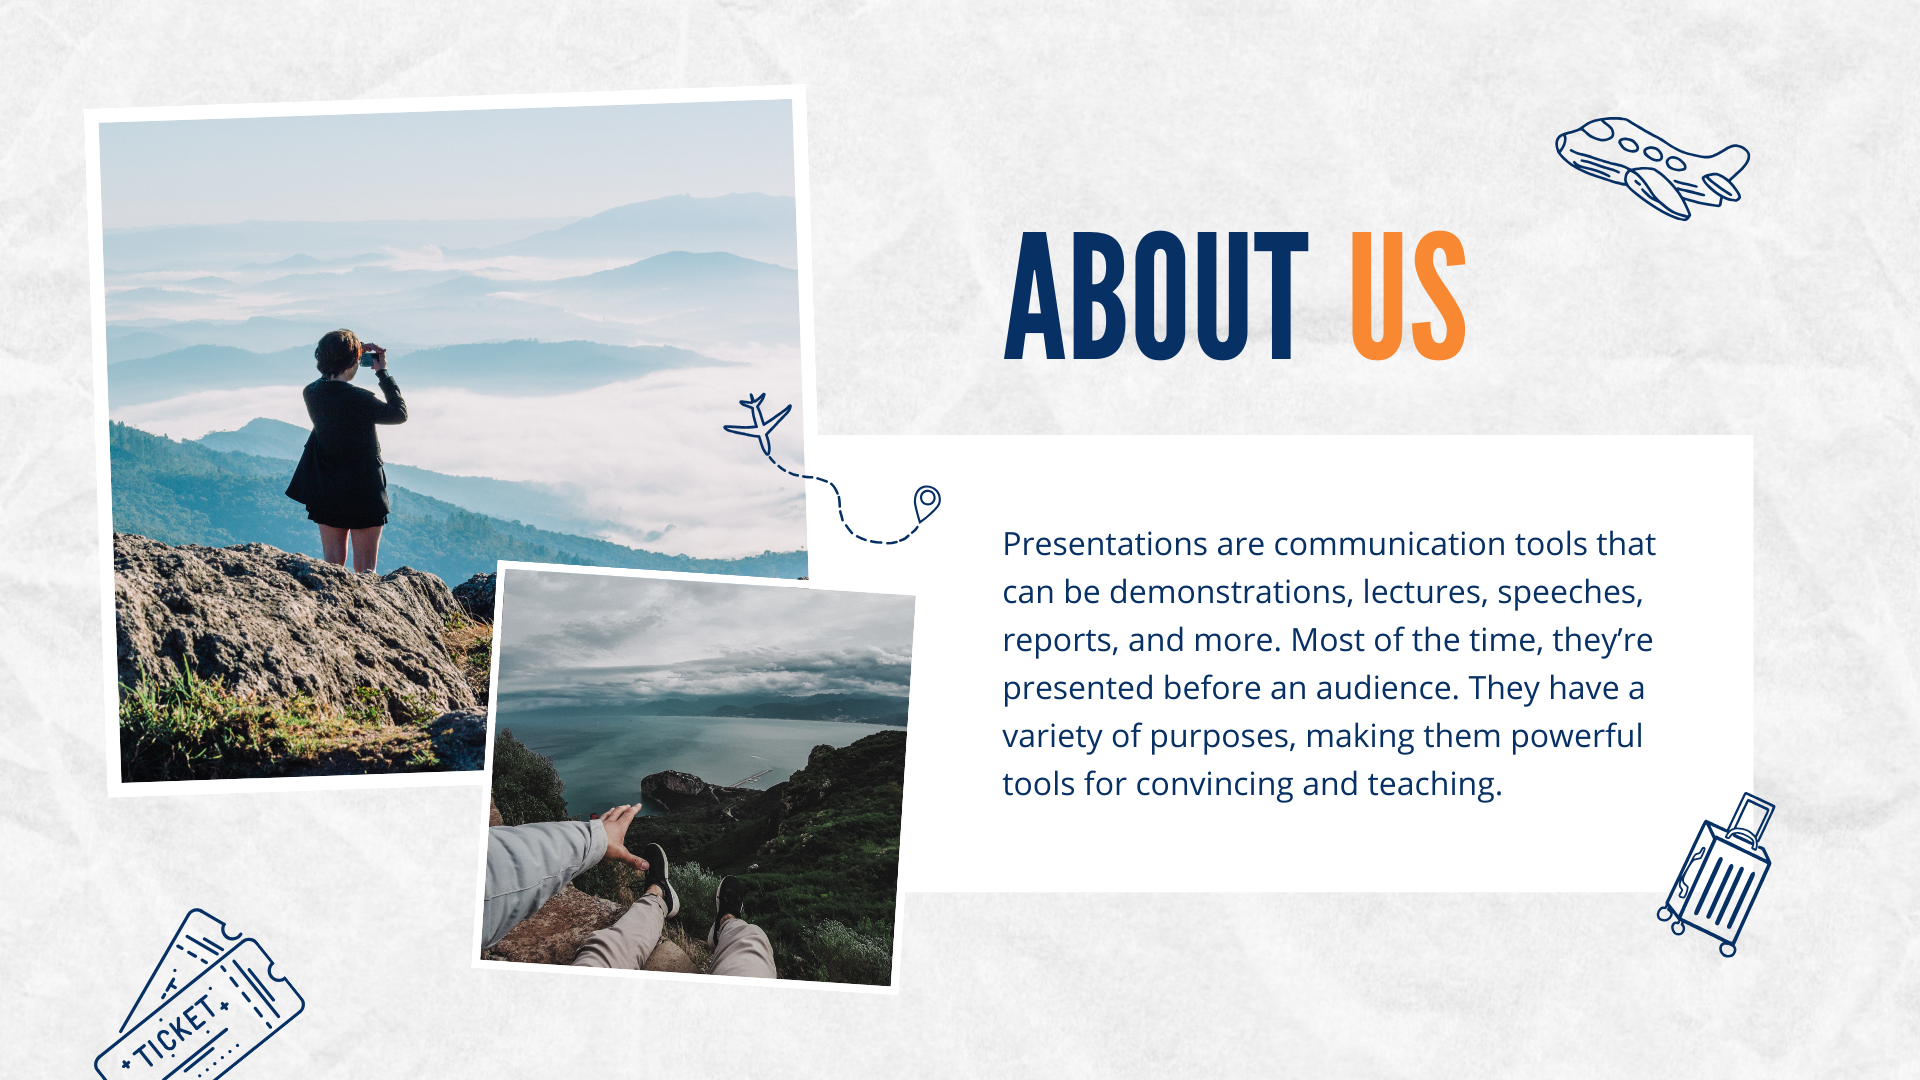 ABOUT US
Presentations are communication tools that
can be demonstrations, lectures, speeches,
reports, and more. Most of the time, they’re
presented before an audience. They have a
variety of purposes, making them powerful
tools for convincing and teaching.
TICKET